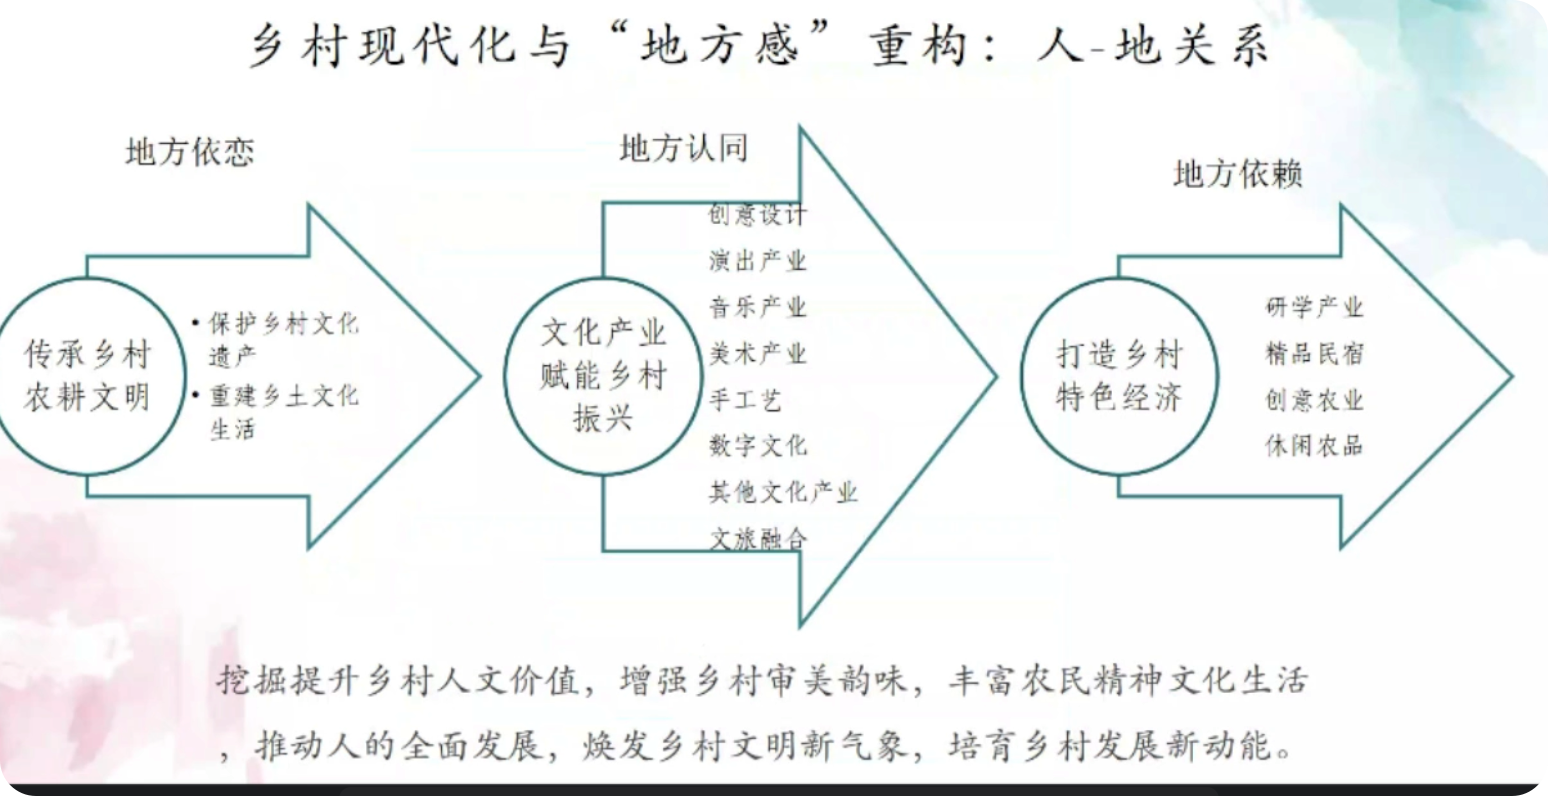 乡村现代化与“地方感”重构：人-地关系
地方依恋
传承乡村
农耕文明
• 保护乡村文化
遗产
• 重建乡土文化
生活
地方认同
文化产业
赋能乡村
振兴
创意设计
演出产业
音乐产业
美术产业
手工艺
数字文化
其他文化产业
文旅融合
地方依赖
打造乡村
特色经济
研学产业
精品民宿
创意农业
休闲农品
挖掘提升乡村人文价值，增强乡村审美韵味，丰富农民精神文化生活
，推动人的全面发展，焕发乡村文明新气象，培育乡村发展新动能。